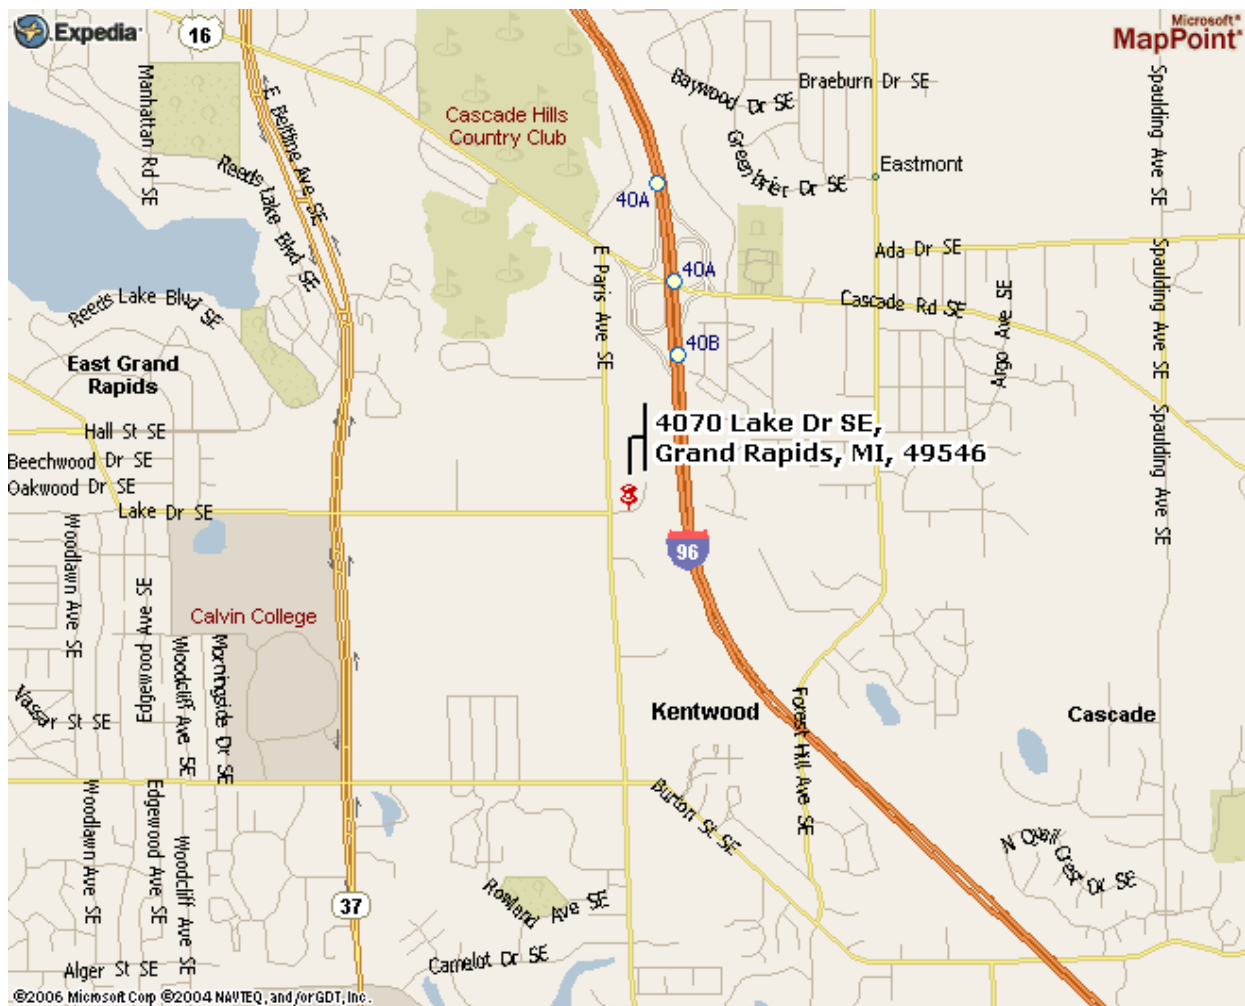 Expedia
16
Microsoft
MapPoint
Manhattan Rd SE
E Beltline Ave SE
Baywood Dr SE
Braeburn Dr SE
Spaulding Ave SE
Cascade Hills
Country Club
Greenbrier Dr SE
Eastmont
Reeds Lake Blvd SE
40A
E Paris Ave SE
40A
Ada Dr SE
Spaulding Ave SE
Reeds Lake Blvd SE
Cascade Rd SE
Argo Ave SE
40B
East Grand
Rapids
Hall St SE
4070 Lake Dr SE,
Grand Rapids, MI, 49546
Spaulding Ave SE
Beechwood Dr SE
Oakwood Dr SE
Lake Dr SE
Woodlawn Ave SE
96
Calvin College
Edgewood Ave SE
Woodcliff Ave SE
Morningside Dr SE
Vassar St SE
Kentwood
Forest Hill Ave SE
Cascade
Woodlawn Ave SE
Edgewood Ave SE
Woodcliff Ave SE
Burton St SE
N Quail Crest Dr SE
Rowland Ave SE
37
Camelot Dr SE
Alger St SE
©2006 Microsoft Corp ©2004 NAVTEQ, and/or GDT, Inc.